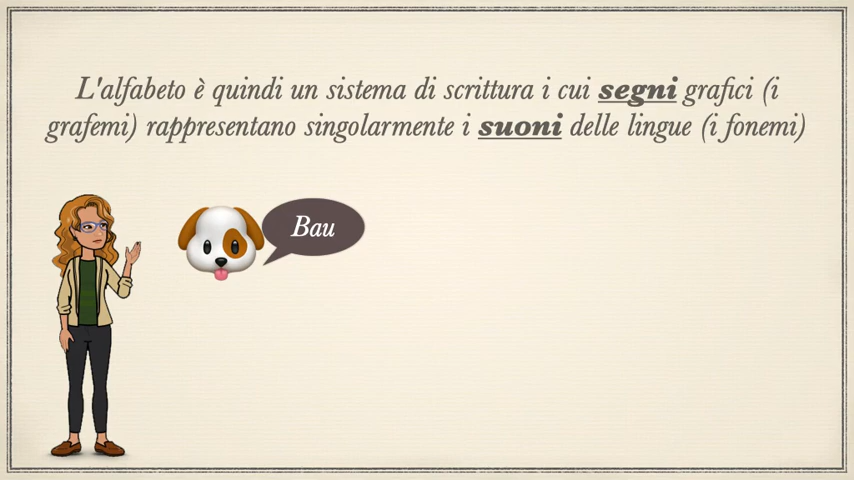 L'alfabeto è quindi un sistema di scrittura i cui segni grafici (i
grafemi) rappresentano singolarmente i suoni delle lingue (i fonemi)
Bau